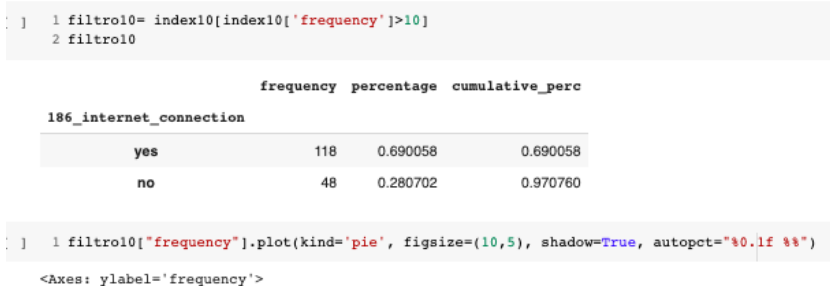 [ ] 1 filtro10= index10[index10['frequency']>10]
2 filtro10
frequency percentage cumulative_perc
186_internet_connection
yes 118 0.690058 0.690058
no 48 0.280702 0.970760
[ ] 1 filtro10["frequency"].plot(kind='pie', figsize=(10,5), shadow=True, autopct="%0.1f %%")
<Axes: ylabel='frequency'>